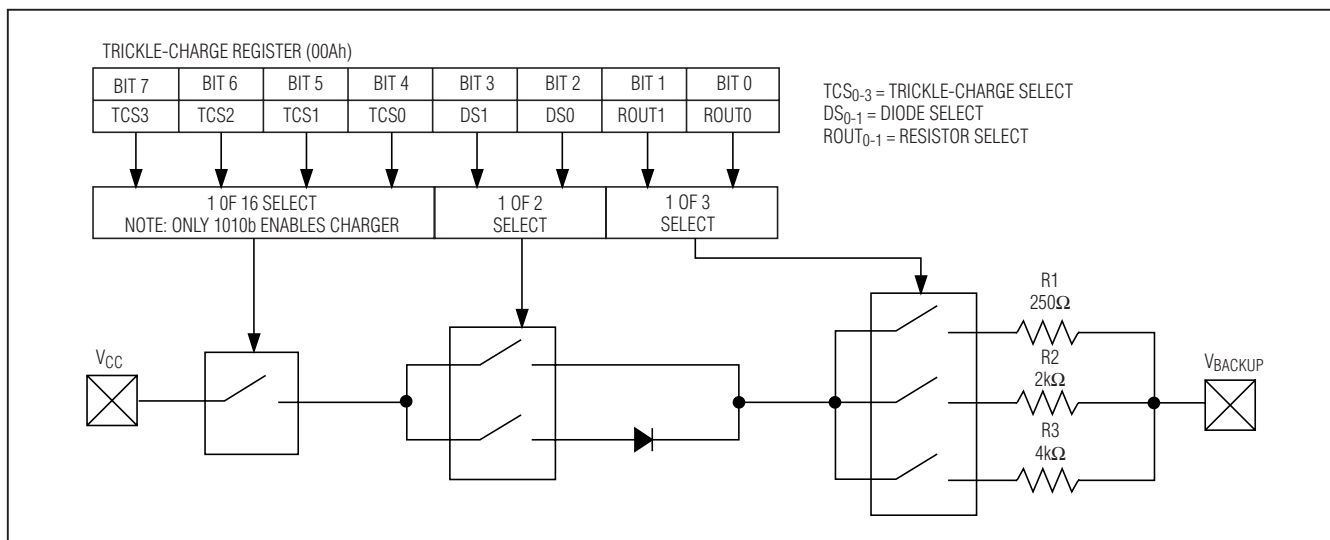 TRICKLE-CHARGE REGISTER (00Ah)
BIT 7 BIT 6 BIT 5 BIT 4 BIT 3 BIT 2 BIT 1 BIT 0
TCS3 TCS2 TCS1 TCS0 DS1 DS0 ROUT1 ROUT0
TCS0-3 = TRICKLE-CHARGE SELECT
DS0-1 = DIODE SELECT
ROUT0-1 = RESISTOR SELECT
1 OF 16 SELECT
NOTE: ONLY 1010b ENABLES CHARGER
1 OF 2
SELECT
1 OF 3
SELECT
VCC
R1
250Ω
R2
2kΩ
R3
4kΩ
VBACKUP